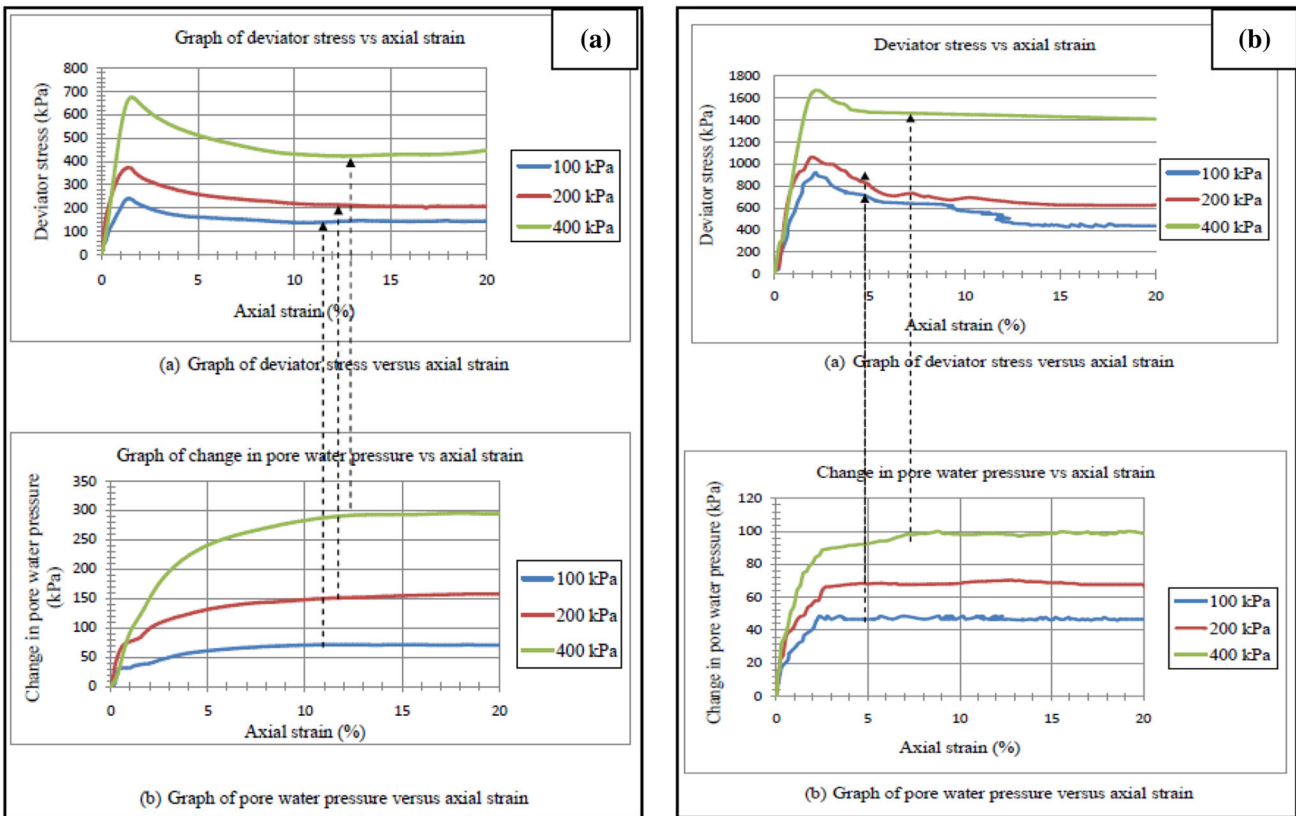 (a)
Graph of deviator stress vs axial strain
Deviator stress (kPa)
800
700
600
500
400
300
200
100
0
0 5 10 15 20
Axial strain (%)
100 kPa
200 kPa
400 kPa
(a) Graph of deviator stress versus axial strain
Graph of change in pore water pressure vs axial strain
Change in pore water pressure
(kPa)
350
300
250
200
150
100
50
0
0 5 10 15 20
Axial strain (%)
100 kPa
200 kPa
400 kPa
(b) Graph of pore water pressure versus axial strain
(b)
Deviator stress vs axial strain
Deviator stress (kPa)
1800
1600
1400
1200
1000
800
600
400
200
0
0 5 10 15 20
Axial strain (%)
100 kPa
200 kPa
400 kPa
(a) Graph of deviator stress versus axial strain
Change in pore water pressure vs axial strain
Change in pore water pressure (kPa)
120
100
80
60
40
20
0
0 5 10 15 20
Axial strain (%)
100 kPa
200 kPa
400 kPa
(b) Graph of pore water pressure versus axial strain